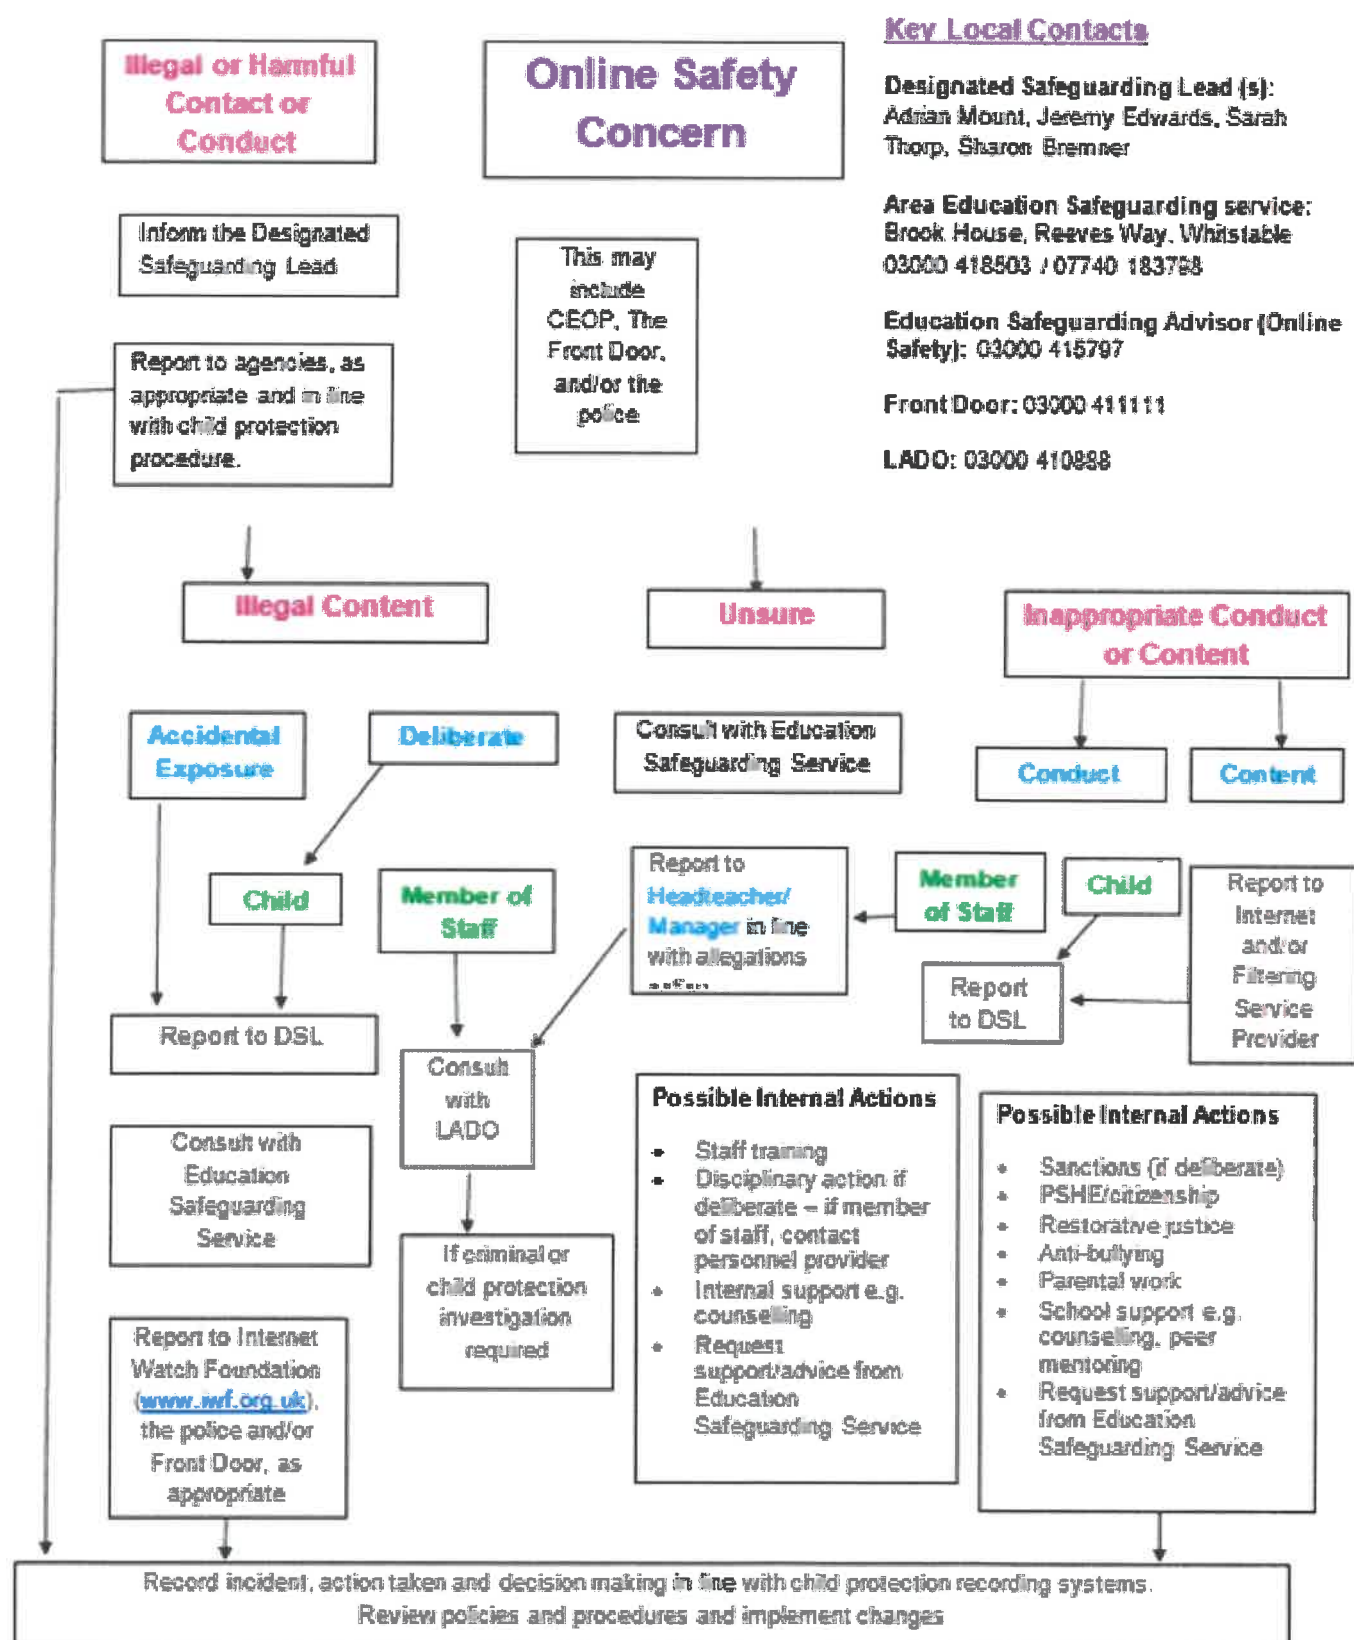 Illegal or Harmful
Contact or
Conduct
Online Safety
Concern
Key Local Contacts
Designated Safeguarding Lead (s):
Adrian Mount, Jeremy Edwards, Sarah
Thorp, Sharon Bremner
Area Education Safeguarding service:
Brook House, Reeves Way, Whitstable
03000 418503 / 07740 183798
Education Safeguarding Advisor (Online
Safety): 03000 415797
Front Door: 03000 411111
LADO: 03000 410888
Inform the Designated
Safeguarding Lead
This may
include
CEOP, The
Front Door,
and/or the
police
Report to agencies, as
appropriate and in line
with child protection
procedure.
Illegal Content
Unsure
Inappropriate Conduct
or Content
Accidental
Exposure
Deliberate
Consult with Education
Safeguarding Service
Conduct
Content
Child
Member of
Staff
Report to
Headteacher/
Manager in line
with allegations
Member
of Staff
Child
Report to
Internet
and/or
Filtering
Service
Provider
Report
to DSL
Report to DSL
Consult
with
LADO
Consult with
Education
Safeguarding
Service
If criminal or
child protection
investigation
required
Report to Internet
Watch Foundation
(www.iwf.org.uk),
the police and/or
Front Door, as
appropriate
Possible Internal Actions
• Staff training
• Disciplinary action if
deliberate – if member
of staff, contact
personnel provider
• Internal support e.g.
counselling
• Request
support/advice from
Education
Safeguarding Service
Possible Internal Actions
• Sanctions (if deliberate)
• PSHE/citizenship
• Restorative justice
• Anti-bullying
• Parental work
• School support e.g.
counselling, peer
mentoring
• Request support/advice
from Education
Safeguarding Service
Record incident, action taken and decision making in line with child protection recording systems.
Review policies and procedures and implement changes